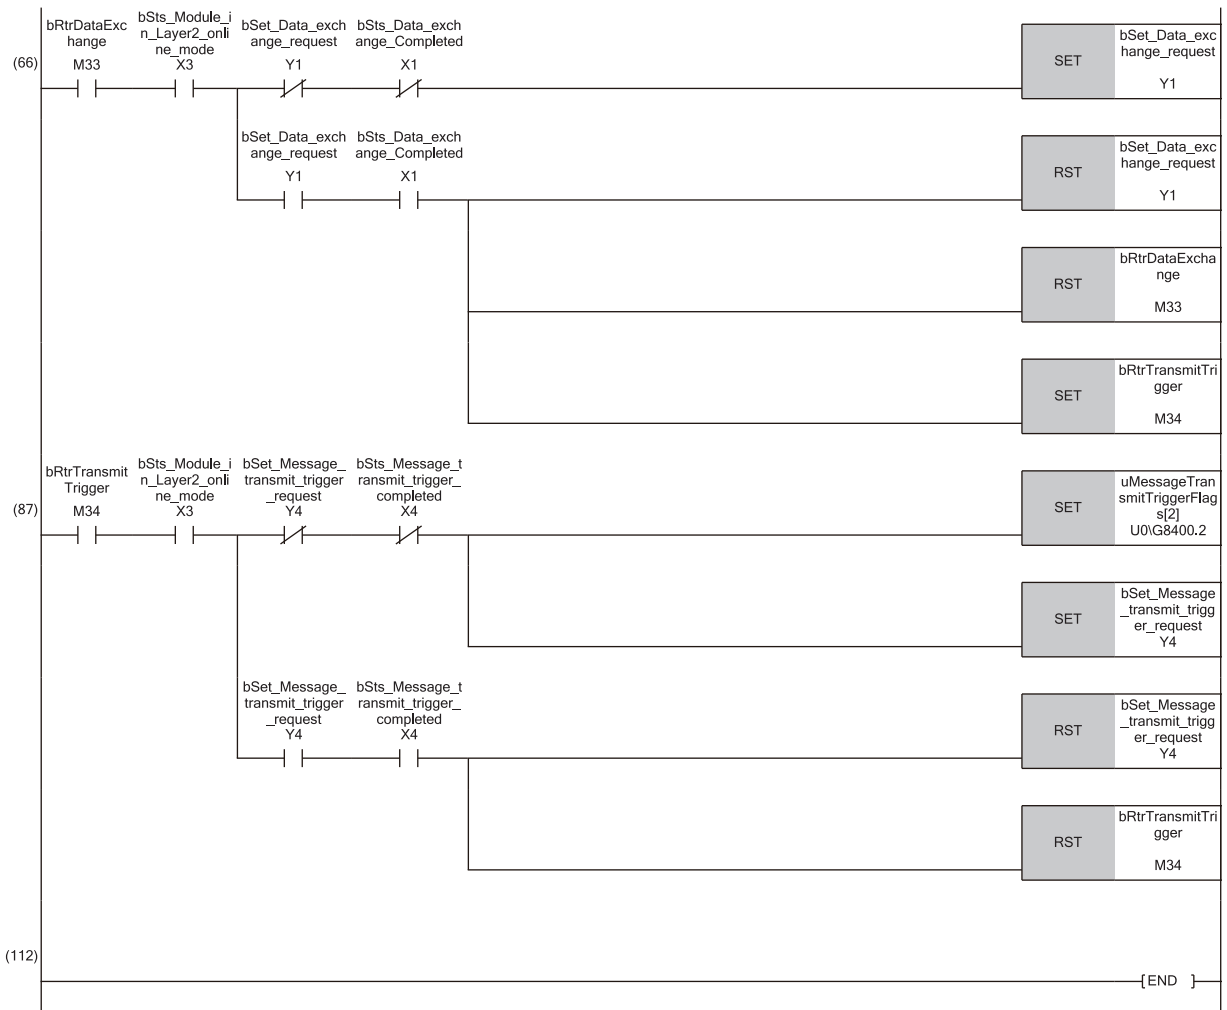 bRtrDataExc
hange
M33
bSts_Module_i
n_Layer2_onli
ne_mode
X3
bSet_Data_exch
ange_request
Y1
bSts_Data_exch
ange_Completed
X1
(66)
SET
bSet_Data_exc
hange_request
Y1
bSet_Data_exch
ange_request
Y1
bSts_Data_exch
ange_Completed
X1
RST
bSet_Data_exc
hange_request
Y1
RST
bRtrDataExcha
nge
M33
SET
bRtrTransmitTri
gger
M34
bRtrTransmit
Trigger
M34
bSts_Module_i
n_Layer2_onli
ne_mode
X3
bSet_Message_
transmit_trigger
_request
Y4
bSts_Message_t
ransmit_trigger_
completed
X4
(87)
SET
uMessageTran
smitTriggerFlag
s[2]
U0\G8400.2
SET
bSet_Message
_transmit_trigg
er_request
Y4
bSet_Message_
transmit_trigger
_request
Y4
bSts_Message_t
ransmit_trigger_
completed
X4
RST
bSet_Message
_transmit_trigg
er_request
Y4
RST
bRtrTransmitTri
gger
M34
(112)
[END ]